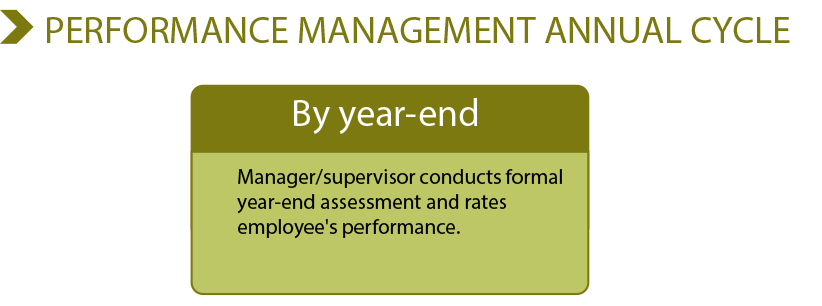 PERFORMANCE MANAGEMENT ANNUAL CYCLE
By year-end
Manager/supervisor conducts formal
year-end assessment and rates
employee's performance.